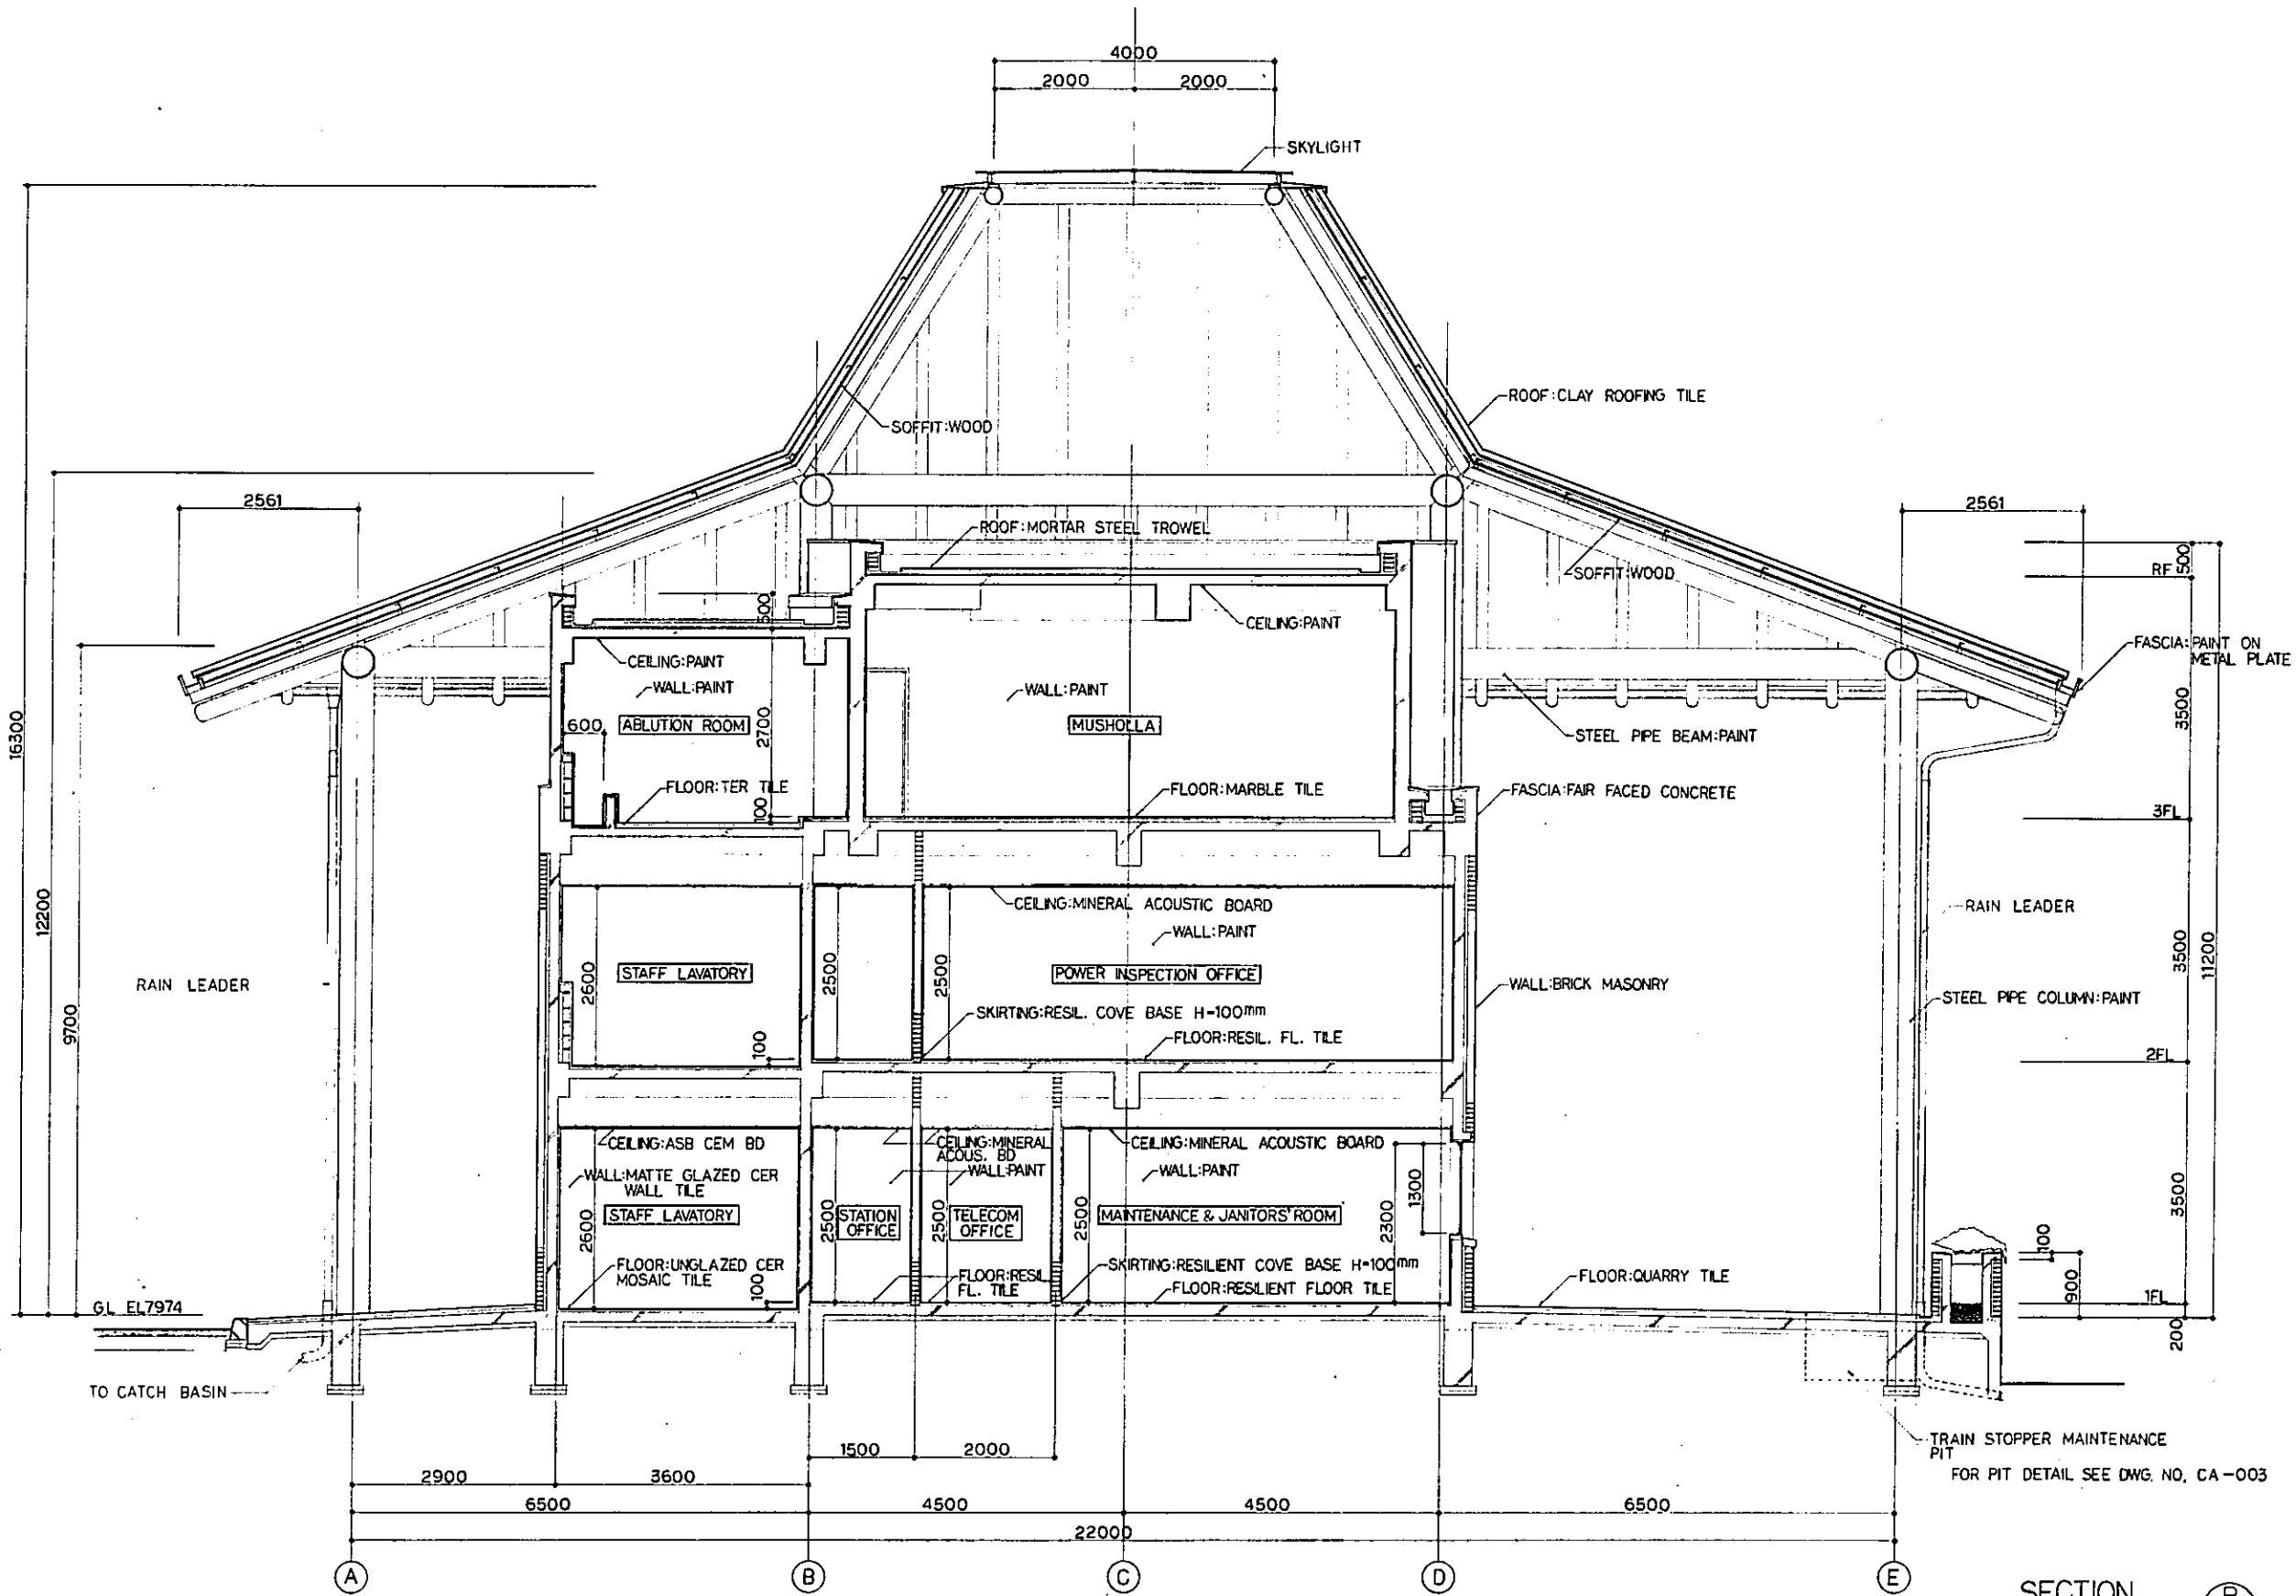 4000
2000 2000
SKYLIGHT
ROOF:CLAY ROOFING TILE
SOFFIT:WOOD
2561
2561
ROOF:MORTAR STEEL TROWEL
SOFFIT:WOOD
500
RF
500
CEILING:PAINT
CEILING:PAINT
FASCIA:PAINT ON
METAL PLATE
WALL:PAINT
WALL:PAINT
600
ABLUTION ROOM
2700
MUSHOLLA
3500
STEEL PIPE BEAM:PAINT
16300
FLOOR:TER TILE
100
FLOOR:MARBLE TILE
FASCIA:FAIR FACED CONCRETE
3FL
12200
CEILING:MINERAL ACOUSTIC BOARD
RAIN LEADER
WALL:PAINT
3500
11200
RAIN LEADER
2600
STAFF LAVATORY
2500
2500
POWER INSPECTION OFFICE
WALL:BRICK MASONRY
STEEL PIPE COLUMN:PAINT
9700
SKIRTING:RESIL. COVE BASE H=100mm
100
FLOOR:RESIL. FL. TILE
2FL
CEILING:ASB CEM BD
CEILING:MINERAL
ACOUS. BD
CEILING:MINERAL ACOUSTIC BOARD
WALL:MATTE GLAZED CER
WALL TILE
WALL:PAINT
WALL:PAINT
1300
3500
2600
STAFF LAVATORY
2500
STATION
OFFICE
2500
TELECOM
OFFICE
2500
MAINTENANCE & JANITORS' ROOM
2300
100
FLOOR:UNGLAZED CER
MOSAIC TILE
100
FLOOR:RESIL
FL. TILE
SKIRTING:RESILIENT COVE BASE H=100mm
FLOOR:RESILIENT FLOOR TILE
FLOOR:QUARRY TILE
900
1FL
GL EL7974
200
TO CATCH BASIN
TRAIN STOPPER MAINTENANCE
PIT
FOR PIT DETAIL SEE DWG. NO. CA-003
1500 2000
2900 3600
6500 4500 4500 6500
22000
A B C D E
SECTION